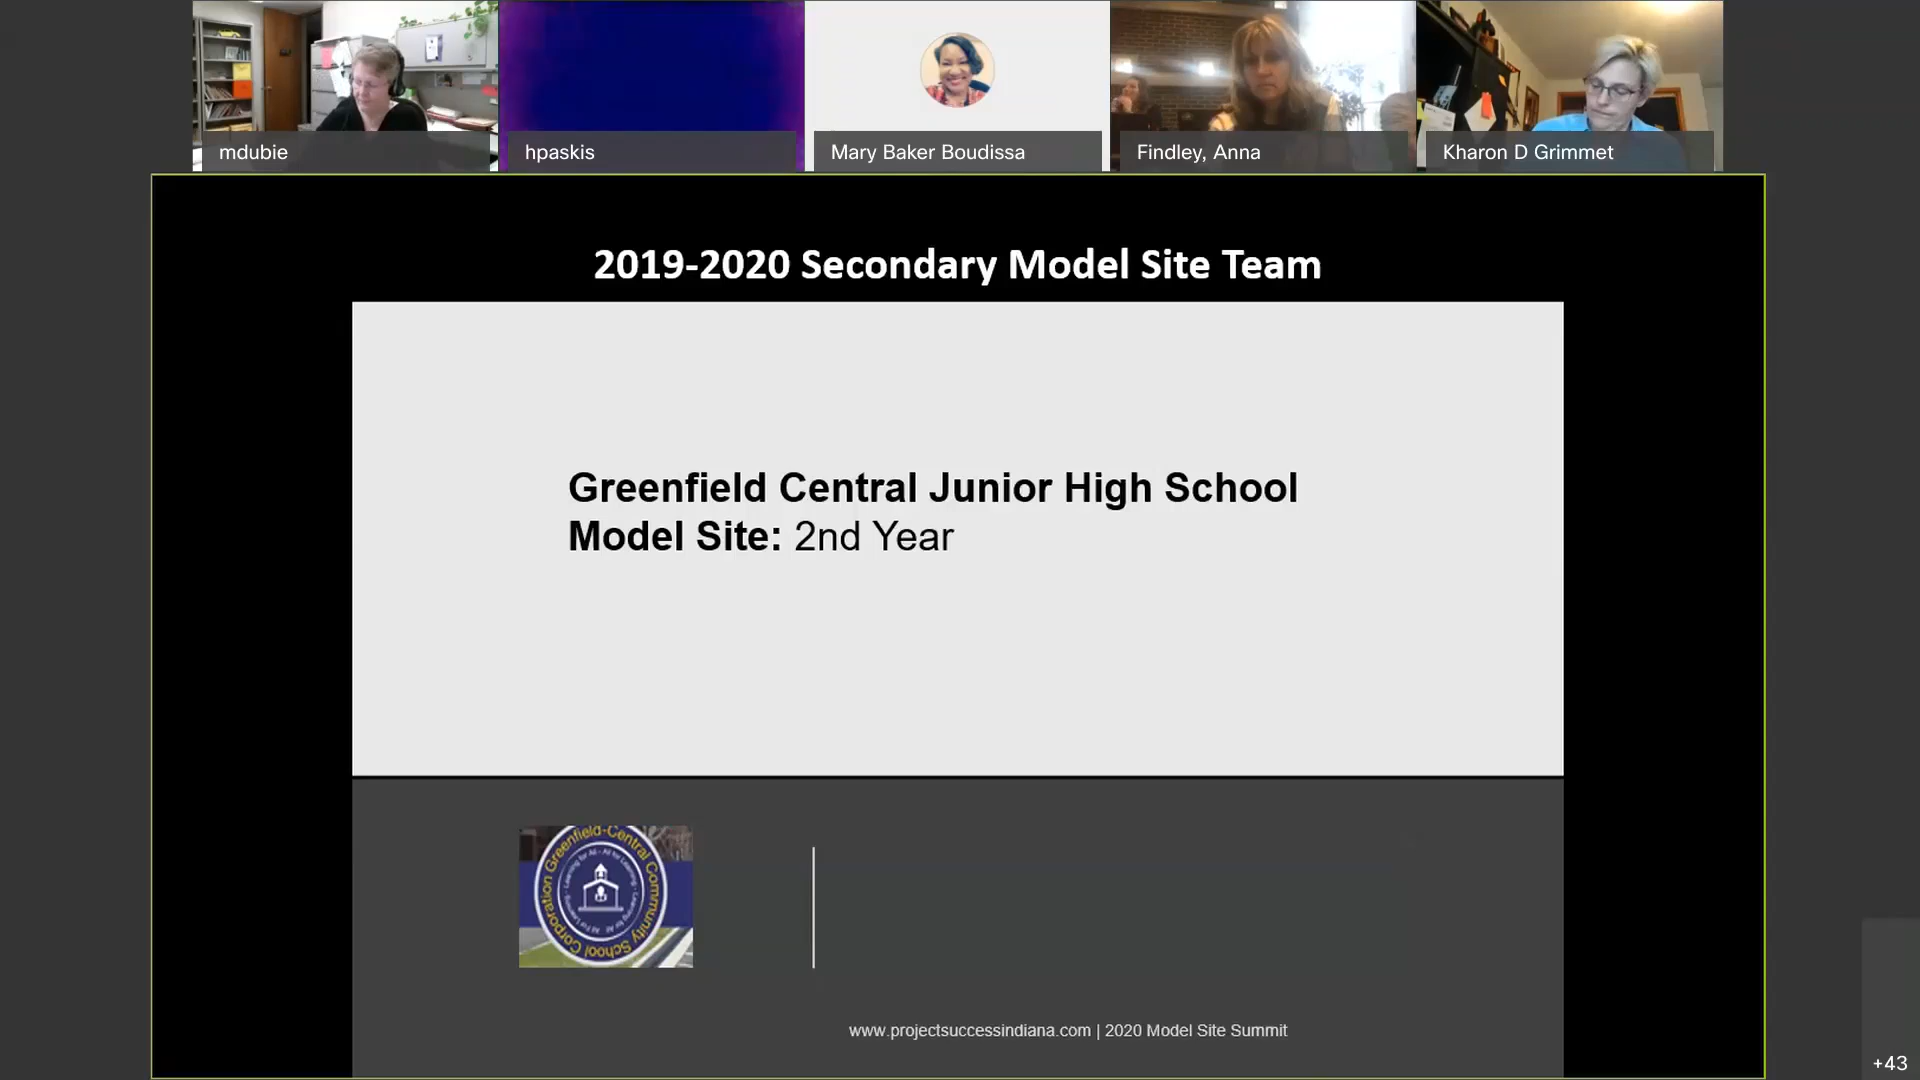 mdubie
hpaskis
Mary Baker Boudissa
Findley, Anna
Kharon D Grimmet
2019-2020 Secondary Model Site Team
Greenfield Central Junior High School
Model Site: 2nd Year
Greenfield-Central Community School Corporation
www.projectsuccessindiana.com | 2020 Model Site Summit
+43